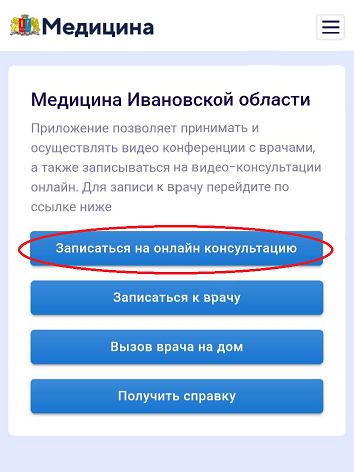 Медицина
Медицина Ивановской области
Приложение позволяет принимать и
осуществлять видео конференции с врачами,
а также записываться на видео-консультации
онлайн. Для записи к врачу перейдите по
ссылке ниже
Записаться на онлайн консультацию
Записаться к врачу
Вызов врача на дом
Получить справку